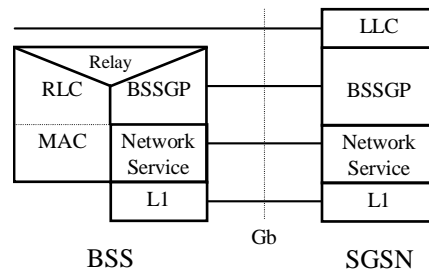 LLC
Relay
RLC
BSSGP
BSSGP
MAC
Network
Service
Network
Service
L1
L1
Gb
BSS
SGSN